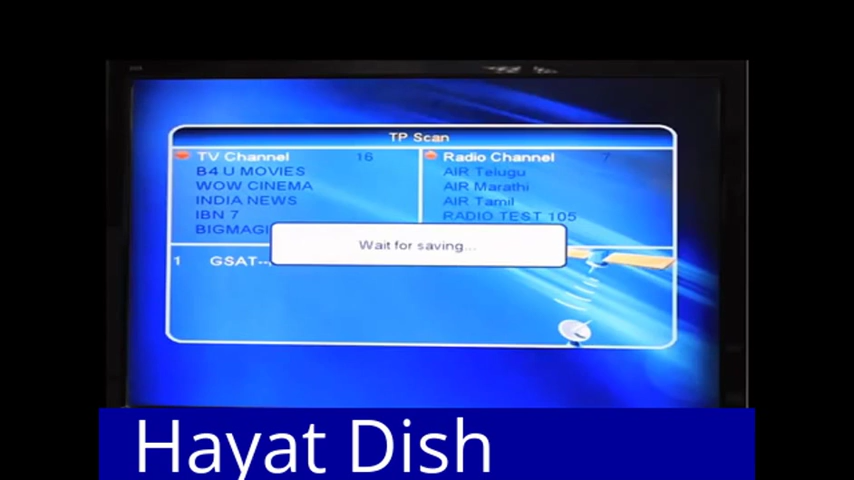 TP Scan
TV Channel 16
B4 U MOVIES
WOW CINEMA
INDIA NEWS
IBN 7
Radio Channel 7
AIR Telugu
AIR Marathi
AIR Tamil
RADIO TEST 105
Wait for saving...
1 GSAT--
Hayat Dish